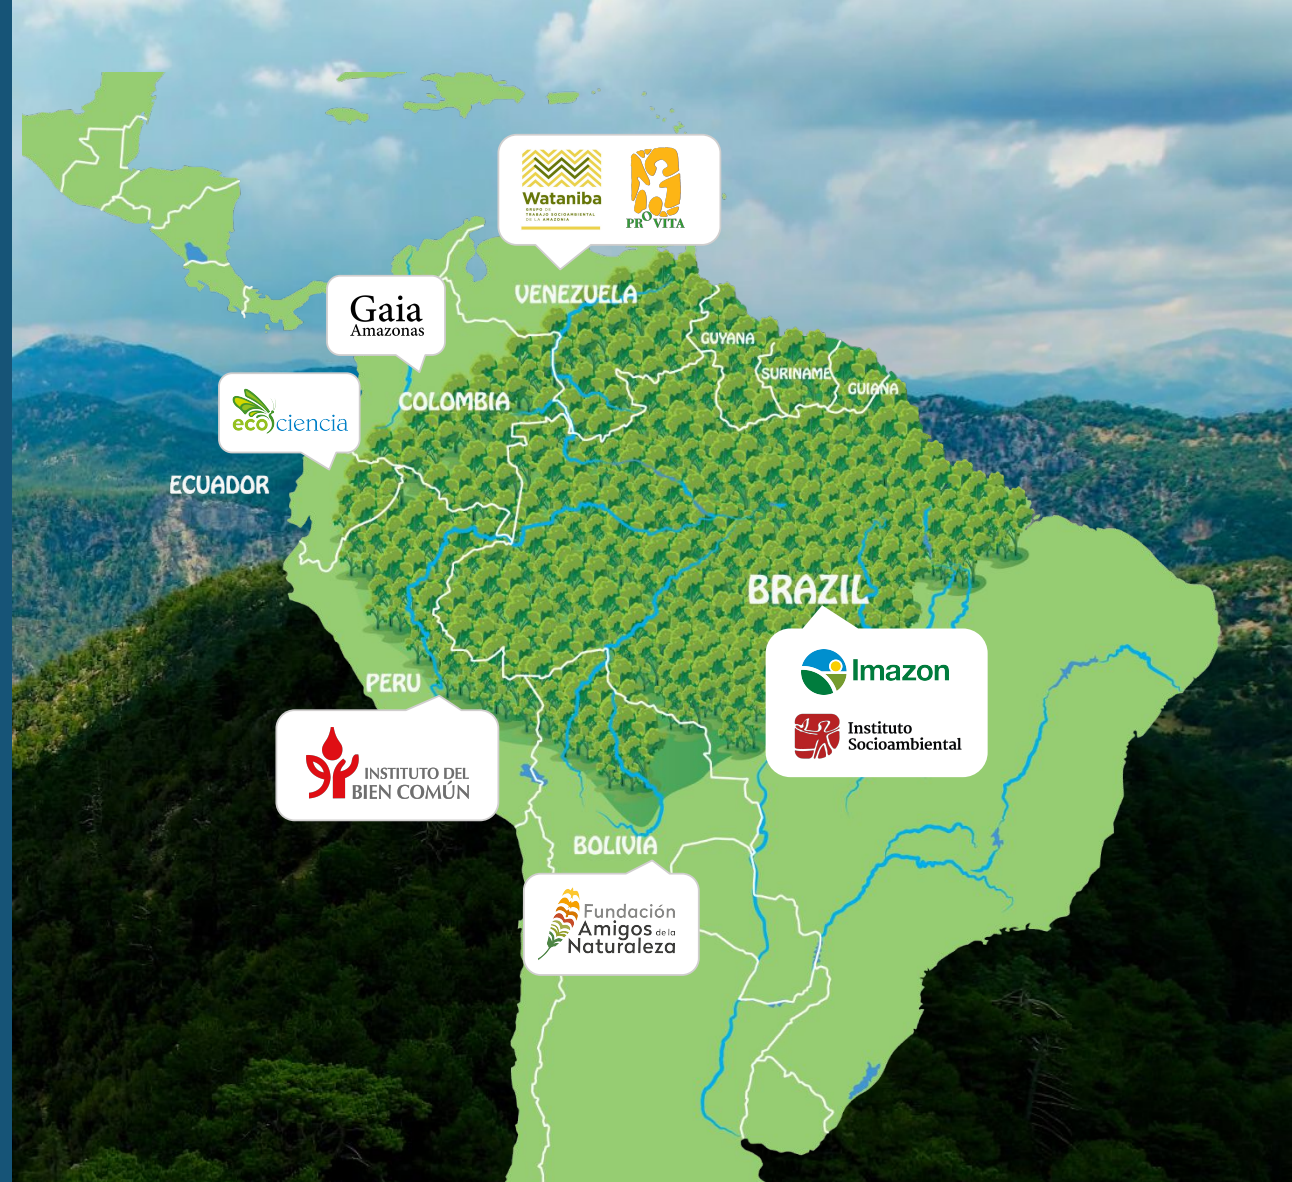 Wataniba
GRUPO DE
TRABAJO SOCIOAMBIENTAL
DE LA AMAZONIA
PROVITA
VENEZUELA
Gaia
Amazonas
GUYANA
SURINAME
GUIANA
COLOMBIA
ecociencia
ECUADOR
BRAZIL
Imazon
Instituto
Socioambiental
PERU
INSTITUTO DEL
BIEN COMÚN
BOLIVIA
Fundación
Amigos de la
Naturaleza